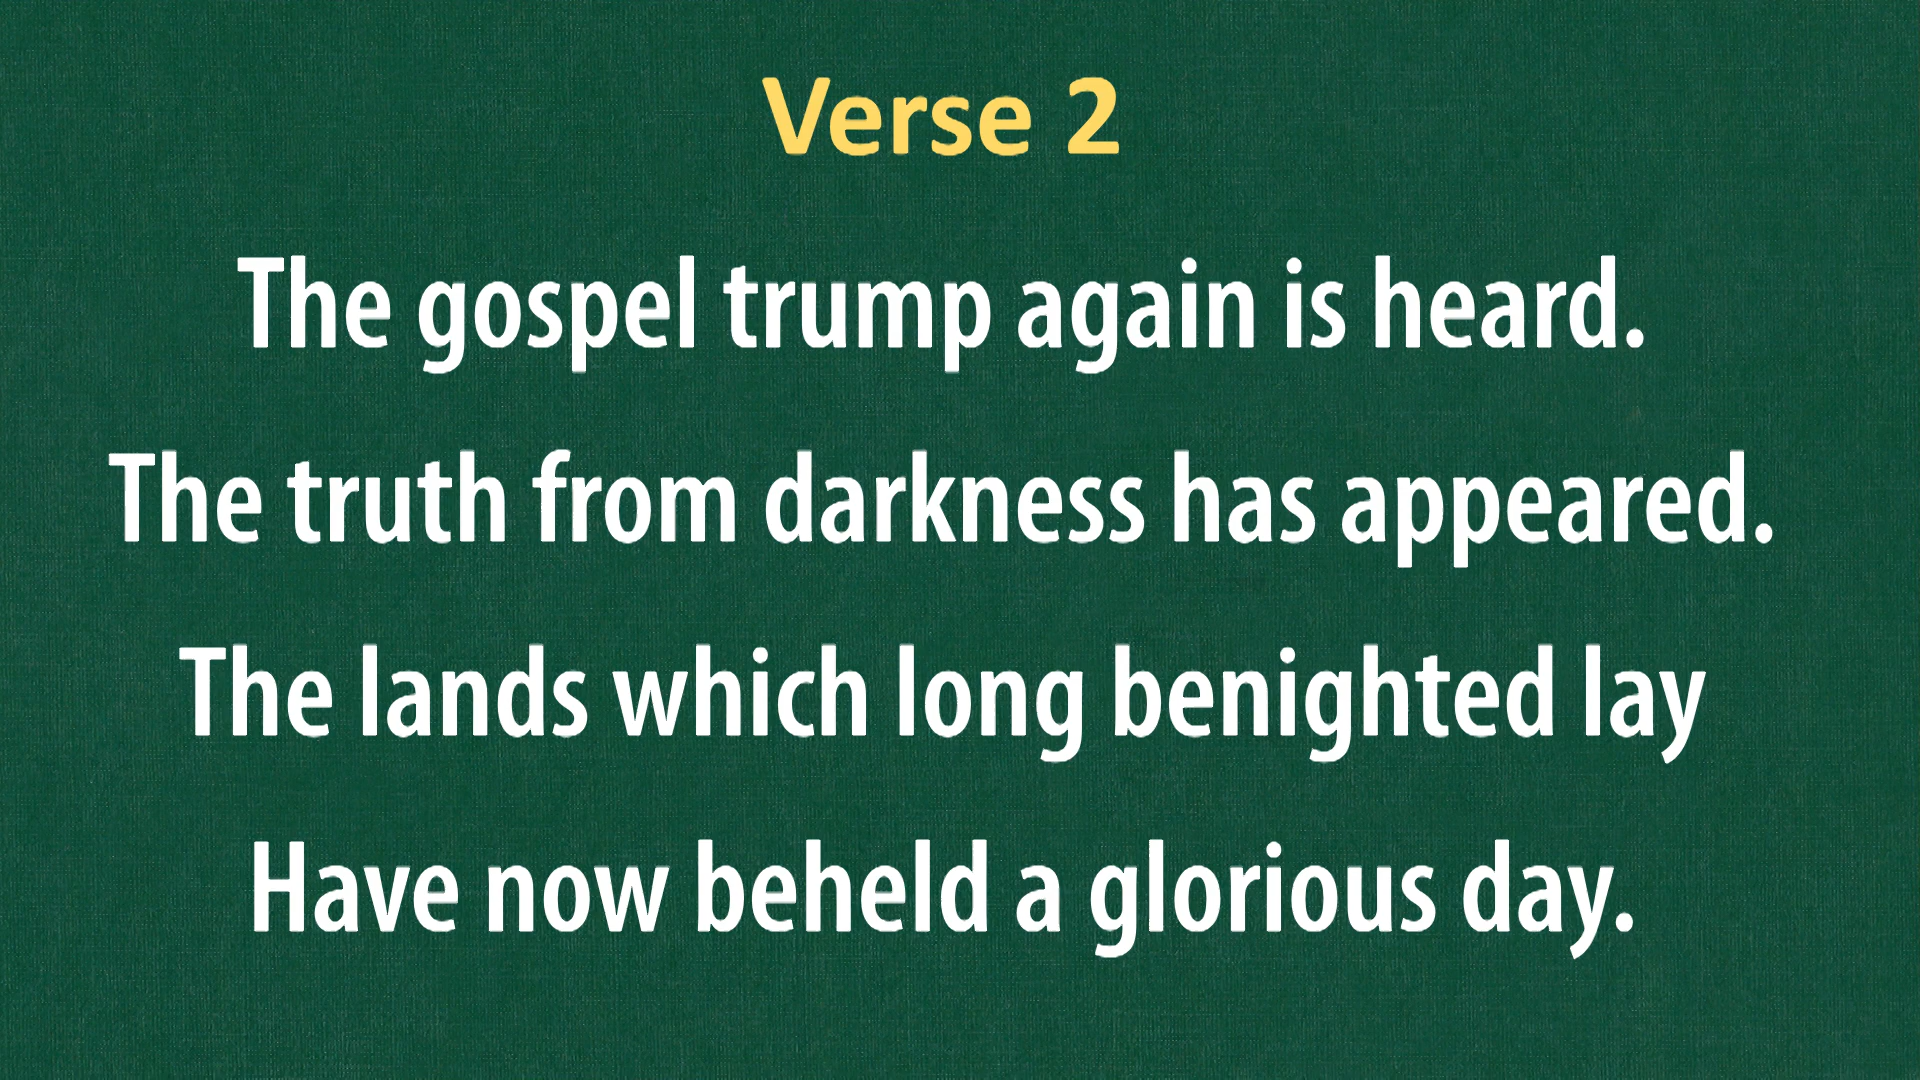 Verse 2
The gospel trump again is heard.
The truth from darkness has appeared.
The lands which long benighted lay
Have now beheld a glorious day.